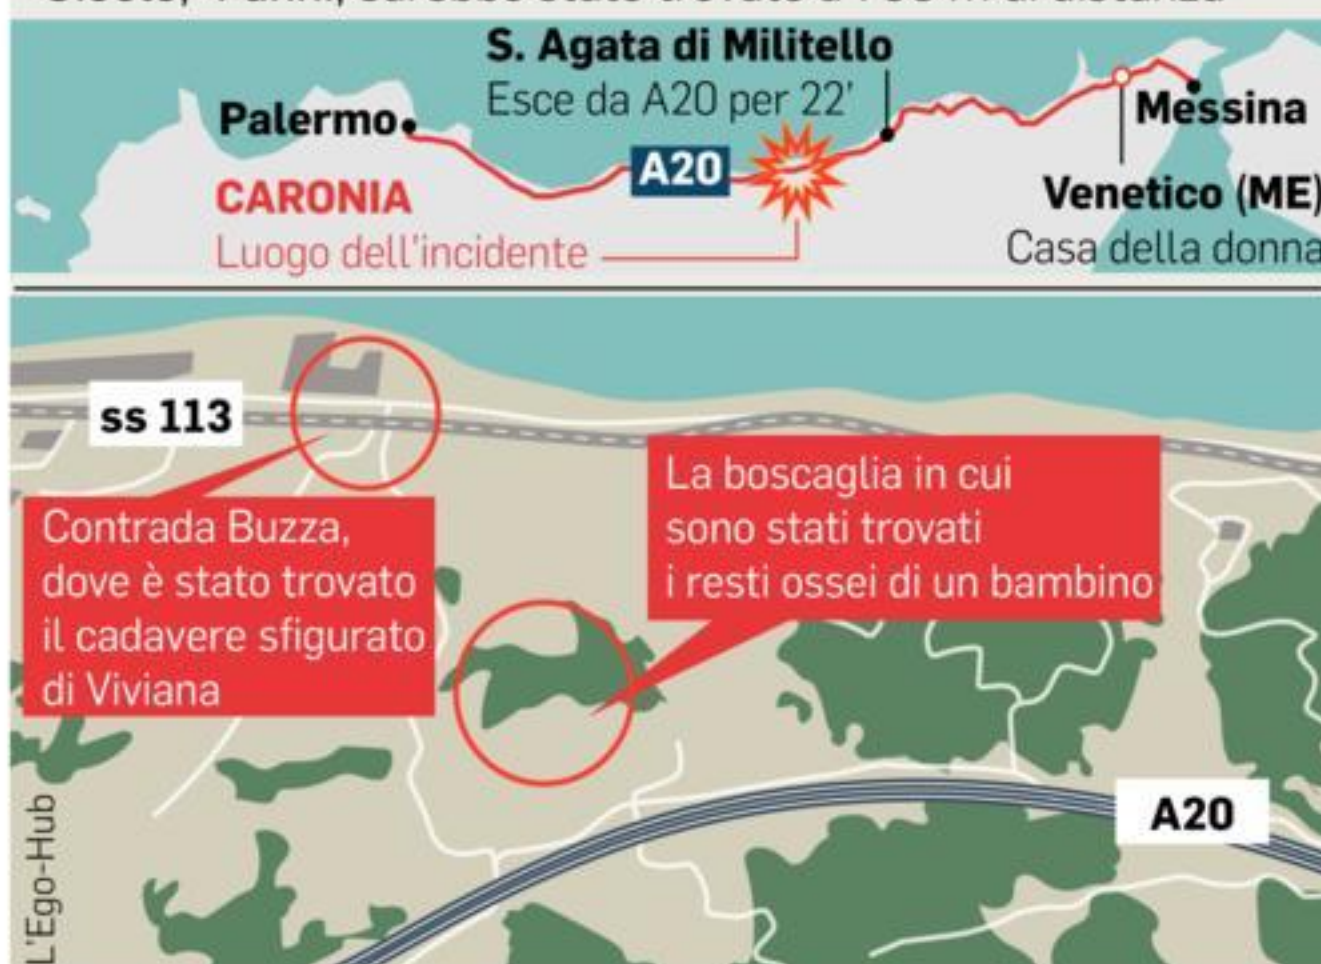 S. Agata di Militello
Esce da A20 per 22'
Palermo
Messina
A20
CARONIA
Luogo dell'incidente
Venetico (ME)
Casa della donna
ss 113
La boscaglia in cui
sono stati trovati
i resti ossei di un bambino
Contrada Buzza,
dove è stato trovato
il cadavere sfigurato
di Viviana
A20
L'Ego-Hub